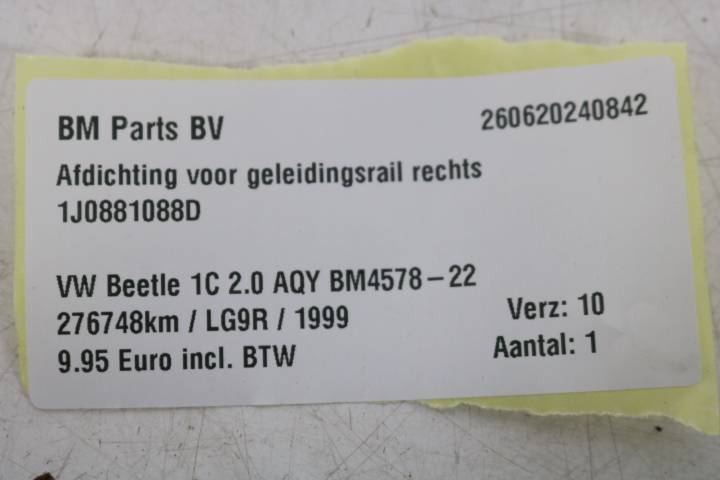 BM Parts BV 260620240842
Afdichting voor geleidingsrail rechts
1J0881088D
VW Beetle 1C 2.0 AQY BM4578-22
276748km / LG9R / 1999 Verz: 10
9.95 Euro incl. BTW Aantal: 1